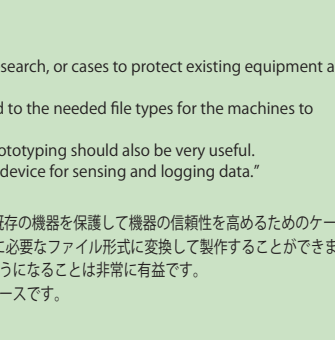 search, or cases to protect existing equipment a
d to the needed file types for the machines to
ototyping should also be very useful.
device for sensing and logging data.”
既存の機器を保護して機器の信頼性を高めるためのケー
に必要なファイル形式に変換して製作することができま
うになることは非常に有益です。
ースです。